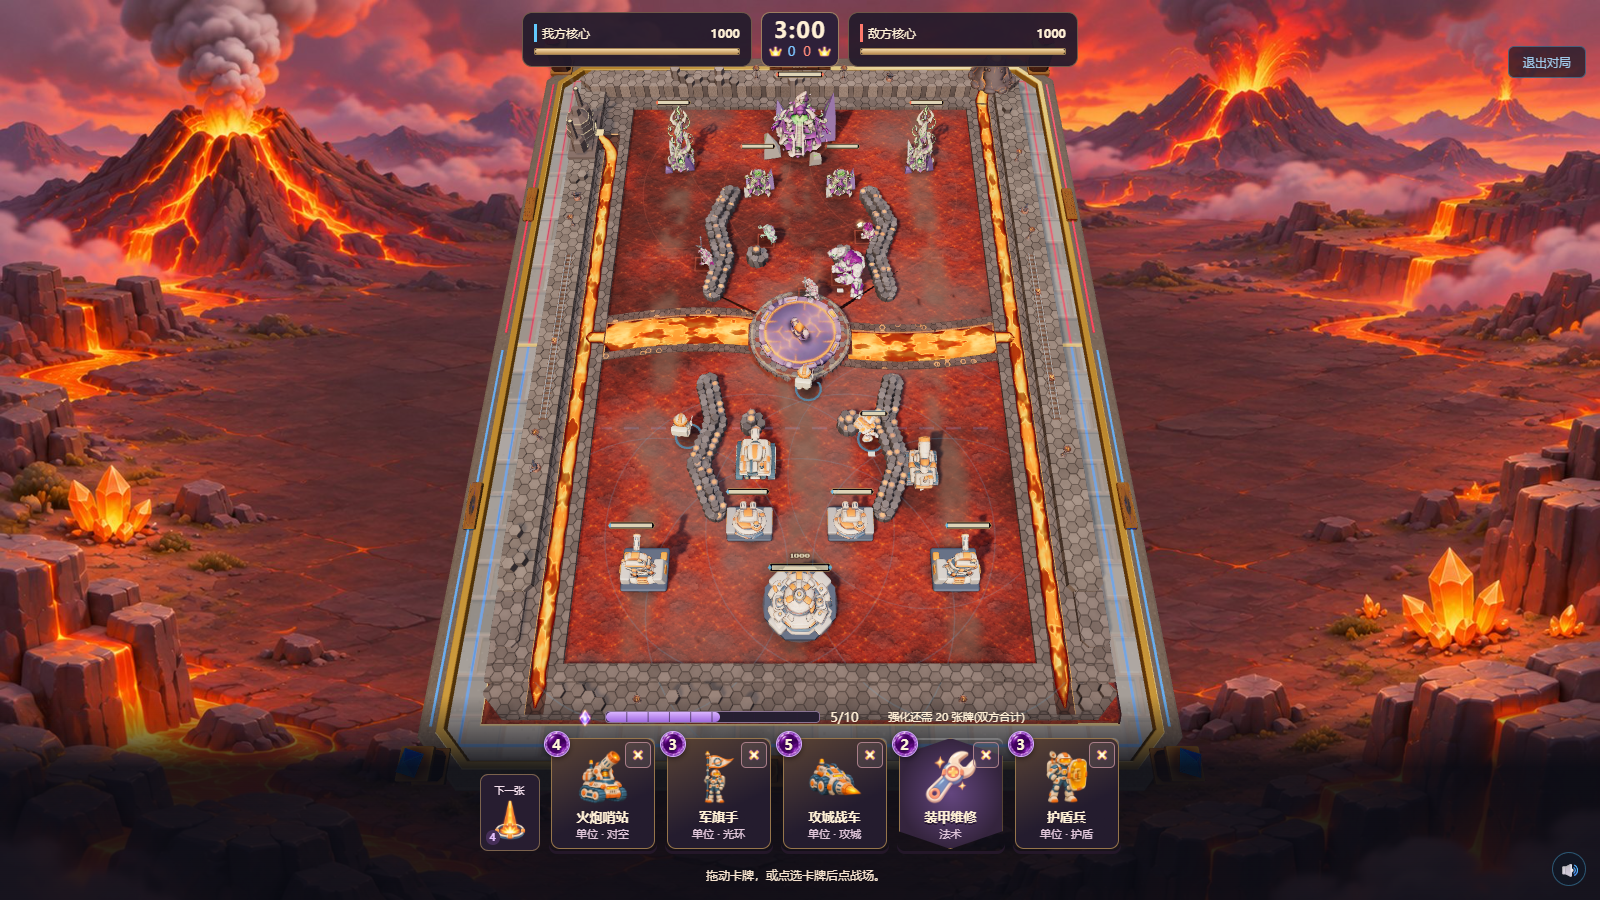 我方核心 1000
3:00
0 0
敌方核心 1000
退出对局
1000
5/10
强化还需 20 张牌(双方合计)
下一张
4
4
火炮哨站
单位 · 对空
3
军旗手
单位 · 光环
5
攻城战车
单位 · 攻城
2
装甲维修
法术
3
护盾兵
单位 · 护盾
拖动卡牌，或点选卡牌后点战场。